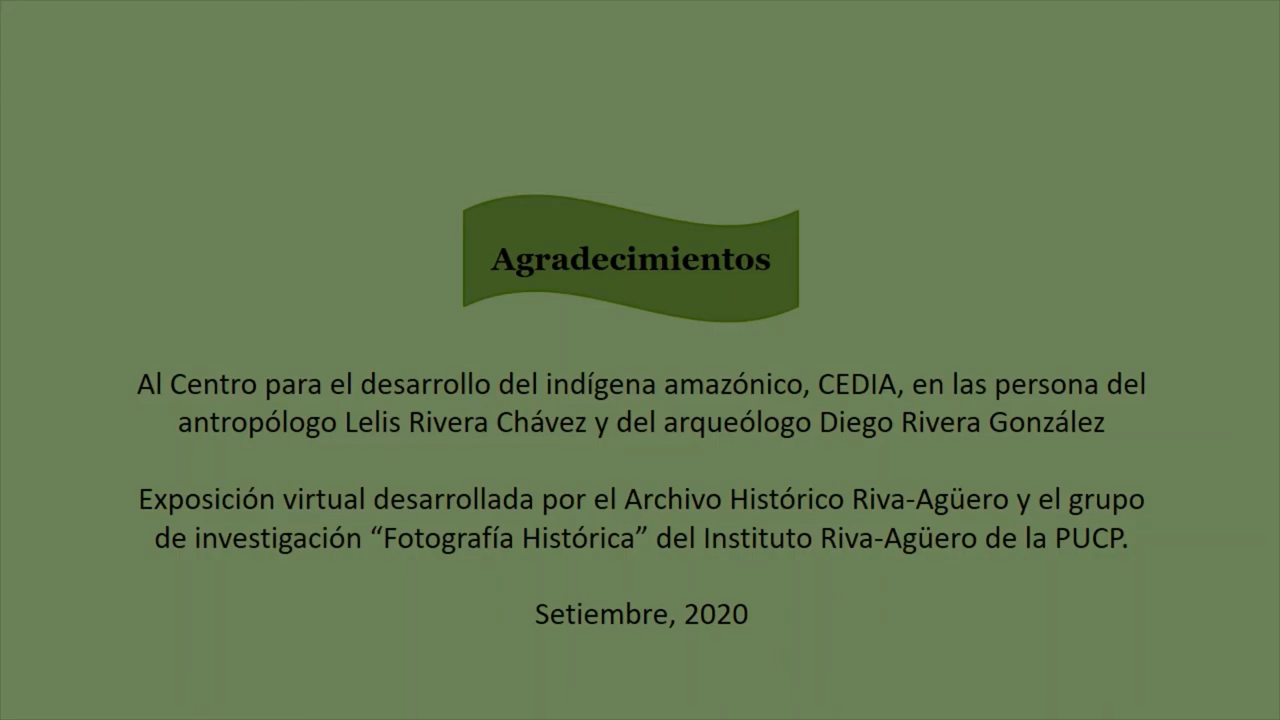 Agradecimientos
Al Centro para el desarrollo del indígena amazónico, CEDIA, en las persona del
antropólogo Lelis Rivera Chávez y del arqueólogo Diego Rivera González
Exposición virtual desarrollada por el Archivo Histórico Riva-Agüero y el grupo
de investigación “Fotografía Histórica” del Instituto Riva-Agüero de la PUCP.
Setiembre, 2020